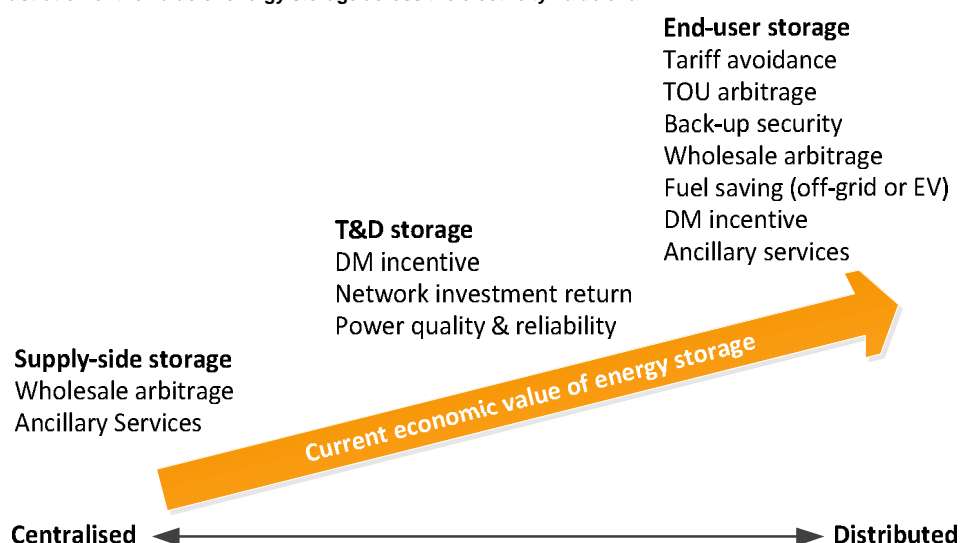 End-user storage
Tariff avoidance
TOU arbitrage
Back-up security
Wholesale arbitrage
Fuel saving (off-grid or EV)
DM incentive
Ancillary services
T&D storage
DM incentive
Network investment return
Power quality & reliability
Supply-side storage
Wholesale arbitrage
Ancillary Services
Current economic value of energy storage
Centralised
Distributed